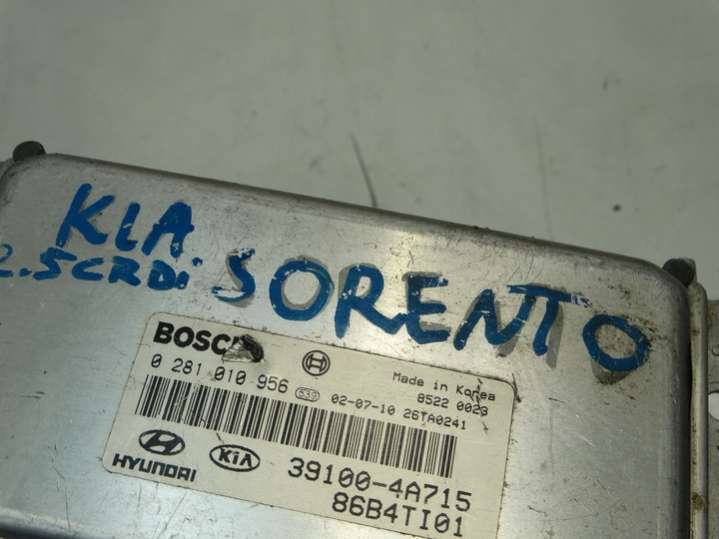 KIA
2.5CRDi SORENTO
BOSCH
0 281 010 956 S39 02-07-10 26TA0241
Made in Korea
8522 0023
HYUNDAI KIA 39100-4A715
86B4TI01